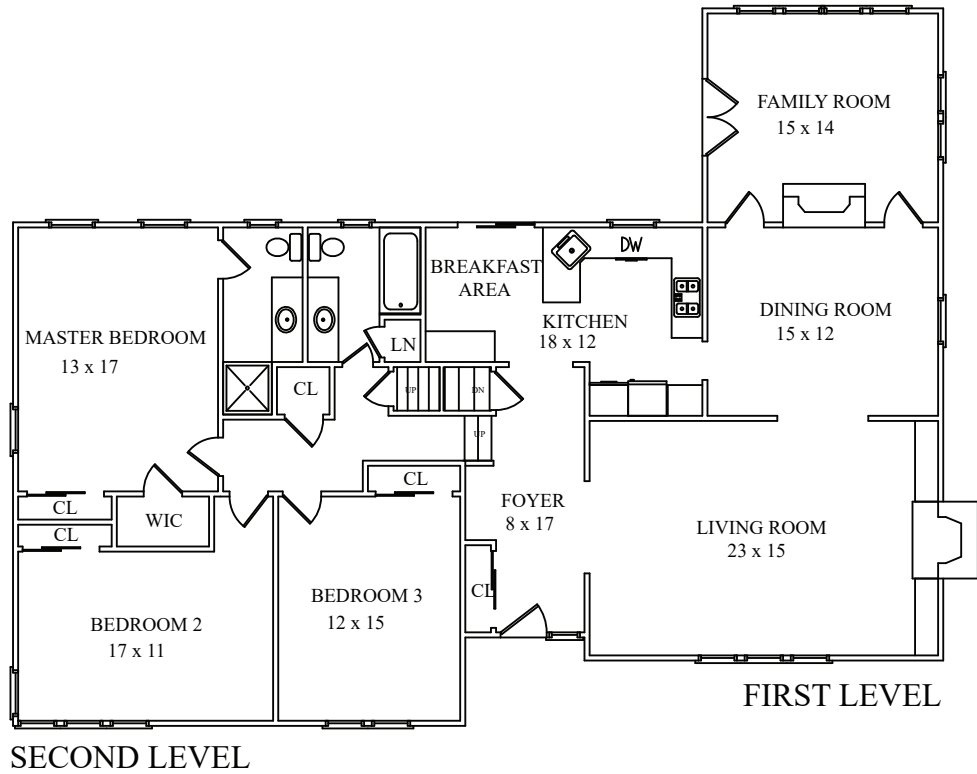 FAMILY ROOM
15 x 14
BREAKFAST
AREA
DW
KITCHEN
18 x 12
DINING ROOM
15 x 12
MASTER BEDROOM
13 x 17
LN
CL
UP
DN
UP
CL
CL
WIC
CL
FOYER
8 x 17
LIVING ROOM
23 x 15
CL
BEDROOM 3
12 x 15
BEDROOM 2
17 x 11
FIRST LEVEL
SECOND LEVEL